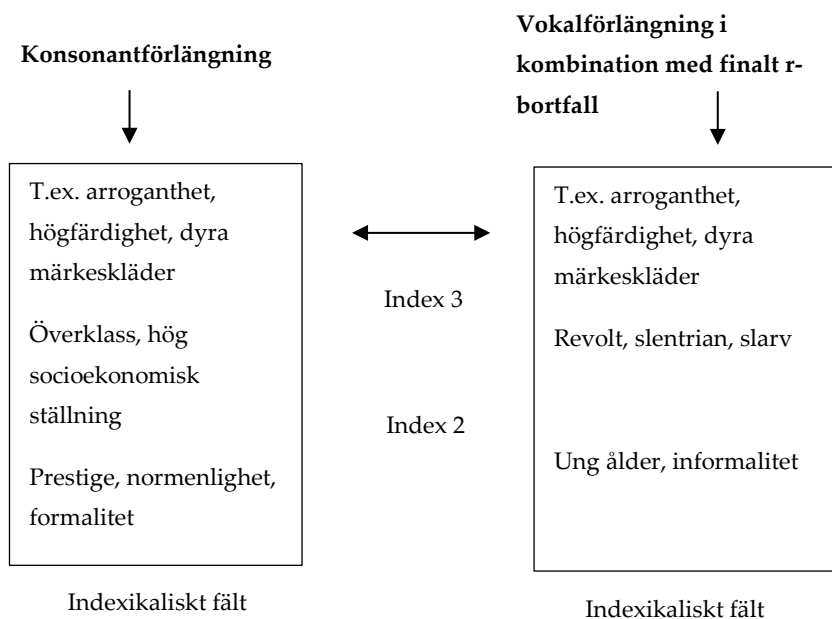 Konsonantförlängning
Vokalförlängning i
kombination med finalt r-
bortfall
T.ex. arroganthet,
högfärdighet, dyra
märkeskläder
Överklass, hög
socioekonomisk
ställning
Prestige, normenlighet,
formalitet
Indexikaliskt fält
Index 3
Index 2
T.ex. arroganthet,
högfärdighet, dyra
märkeskläder
Revolt, slentrian, slarv
Ung ålder, informalitet
Indexikaliskt fält